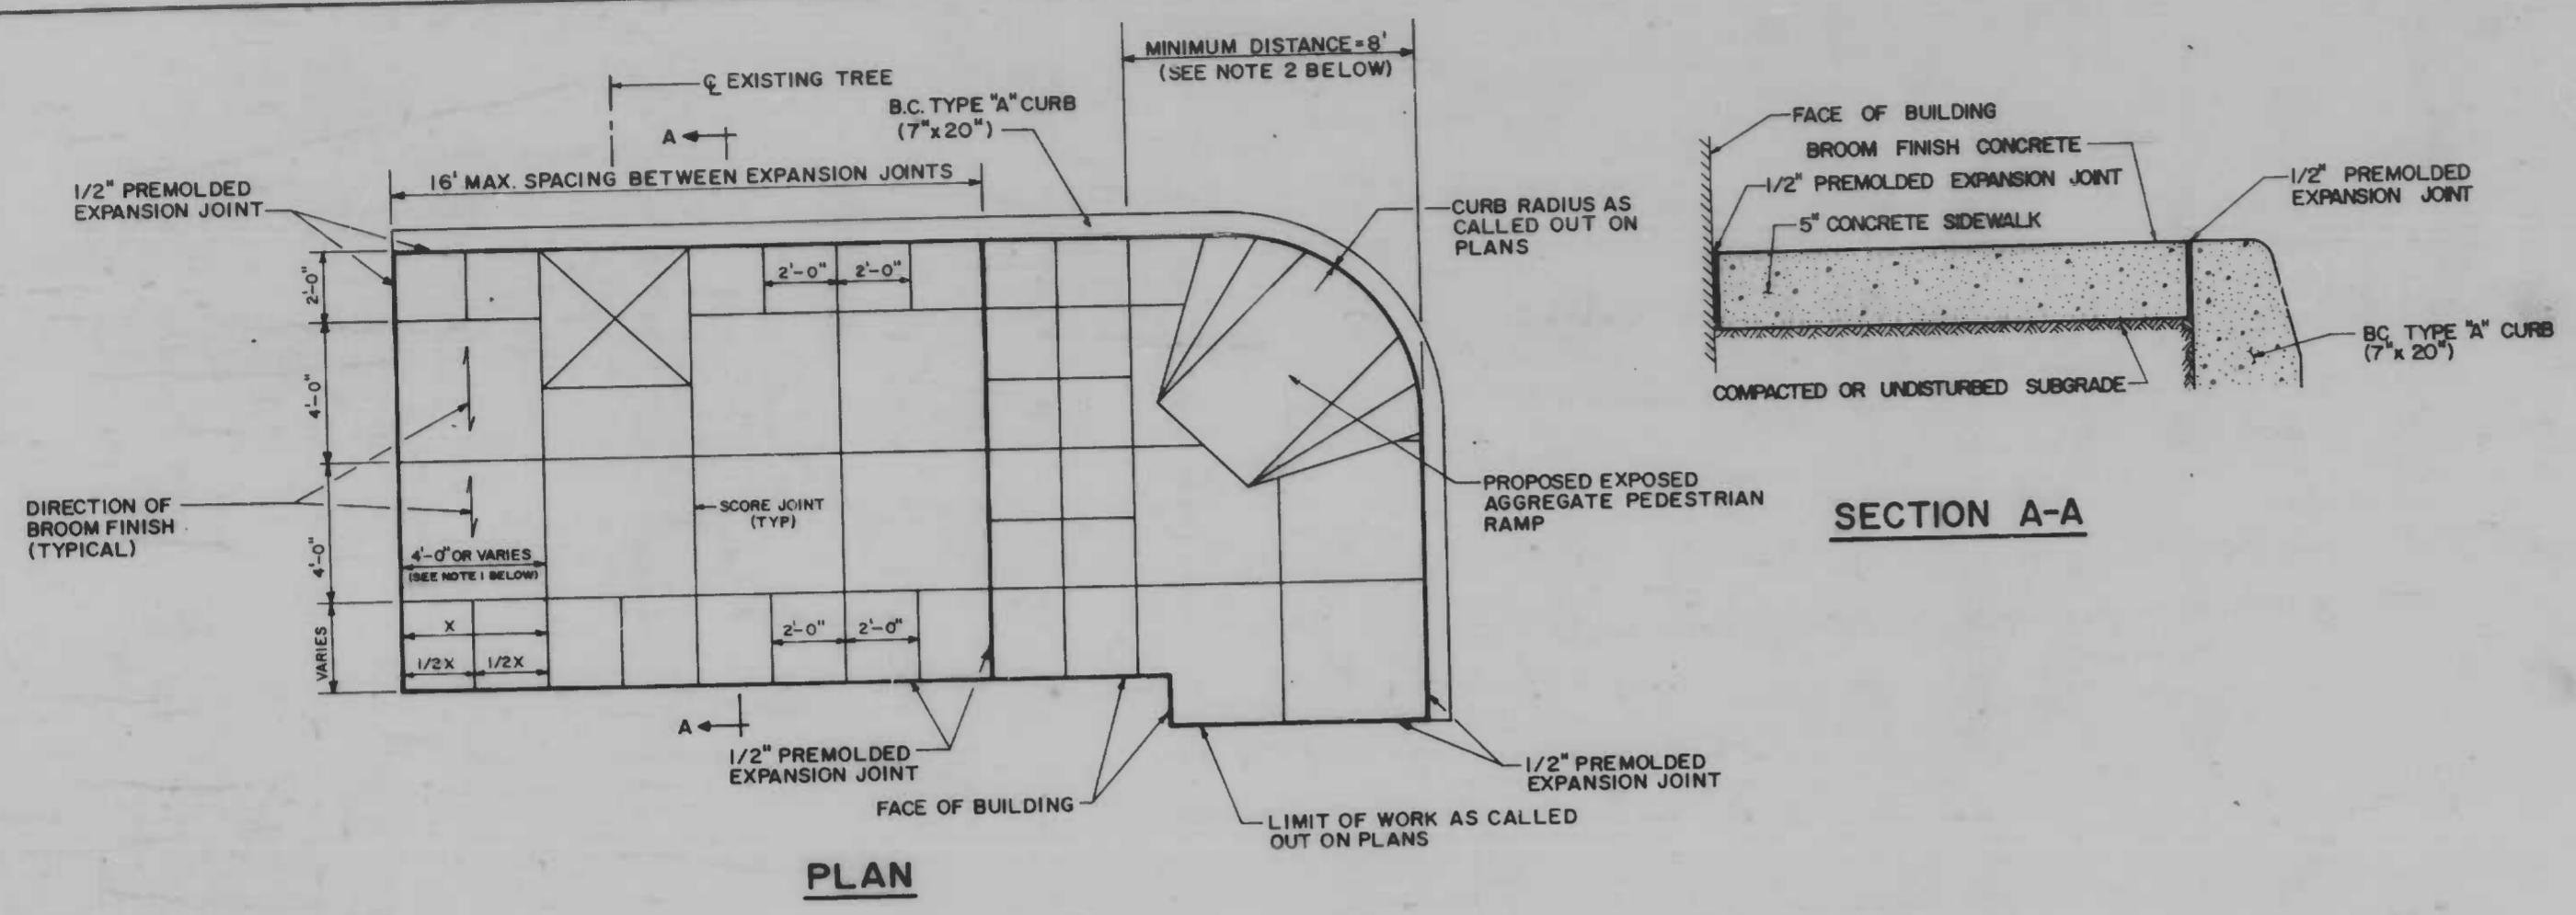 MINIMUM DISTANCE=8'
(SEE NOTE 2 BELOW)
℄ EXISTING TREE
B.C. TYPE "A" CURB
(7"x20")
A
16' MAX. SPACING BETWEEN EXPANSION JOINTS
1/2" PREMOLDED
EXPANSION JOINT
CURB RADIUS AS
CALLED OUT ON
PLANS
2'-0"
2'-0"
2'-0"
4'-0"
4'-0"
VARIES
DIRECTION OF
BROOM FINISH
(TYPICAL)
SCORE JOINT
(TYP)
4'-0" OR VARIES
(SEE NOTE 1 BELOW)
X
1/2X
1/2X
2'-0"
2'-0"
PROPOSED EXPOSED
AGGREGATE PEDESTRIAN
RAMP
A
1/2" PREMOLDED
EXPANSION JOINT
FACE OF BUILDING
1/2" PREMOLDED
EXPANSION JOINT
LIMIT OF WORK AS CALLED
OUT ON PLANS
PLAN
FACE OF BUILDING
BROOM FINISH CONCRETE
1/2" PREMOLDED EXPANSION JOINT
5" CONCRETE SIDEWALK
1/2" PREMOLDED
EXPANSION JOINT
BC. TYPE "A" CURB
(7"x 20")
COMPACTED OR UNDISTURBED SUBGRADE
SECTION A-A